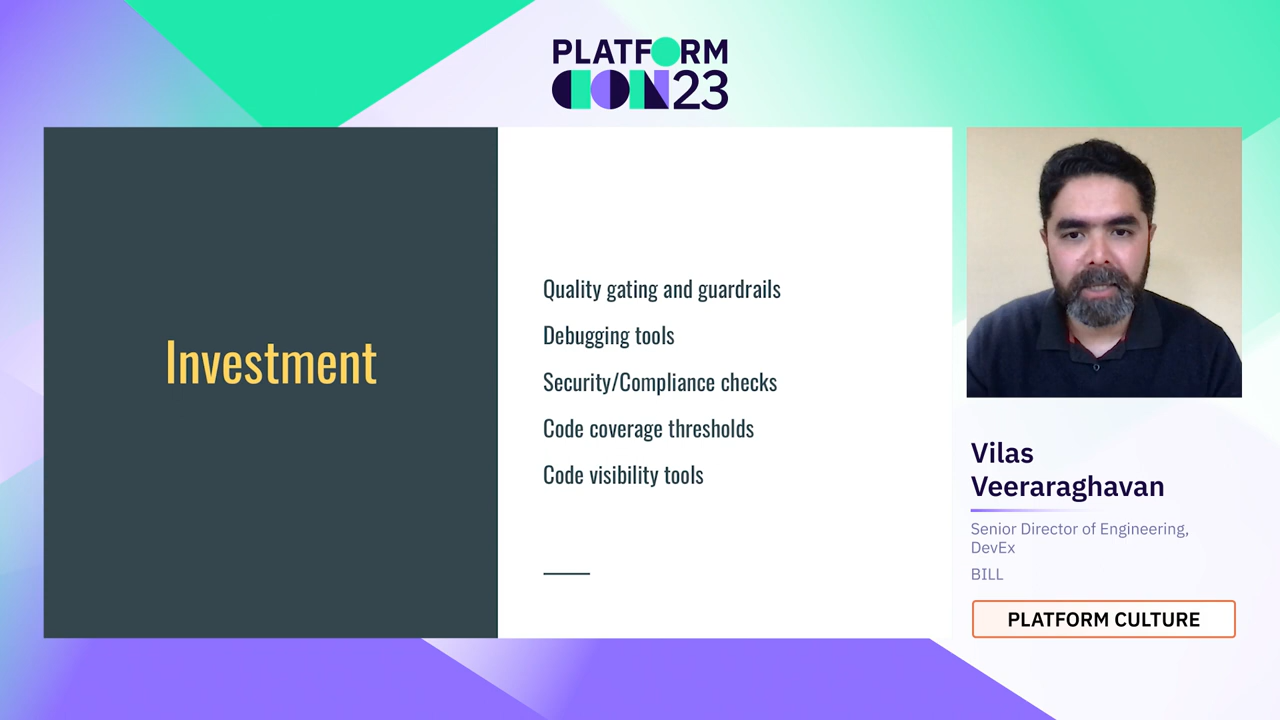 PLATFORM
CON23
Investment
Quality gating and guardrails
Debugging tools
Security/Compliance checks
Code coverage thresholds
Code visibility tools
Vilas
Veeraraghavan
Senior Director of Engineering,
DevEx
BILL
PLATFORM CULTURE